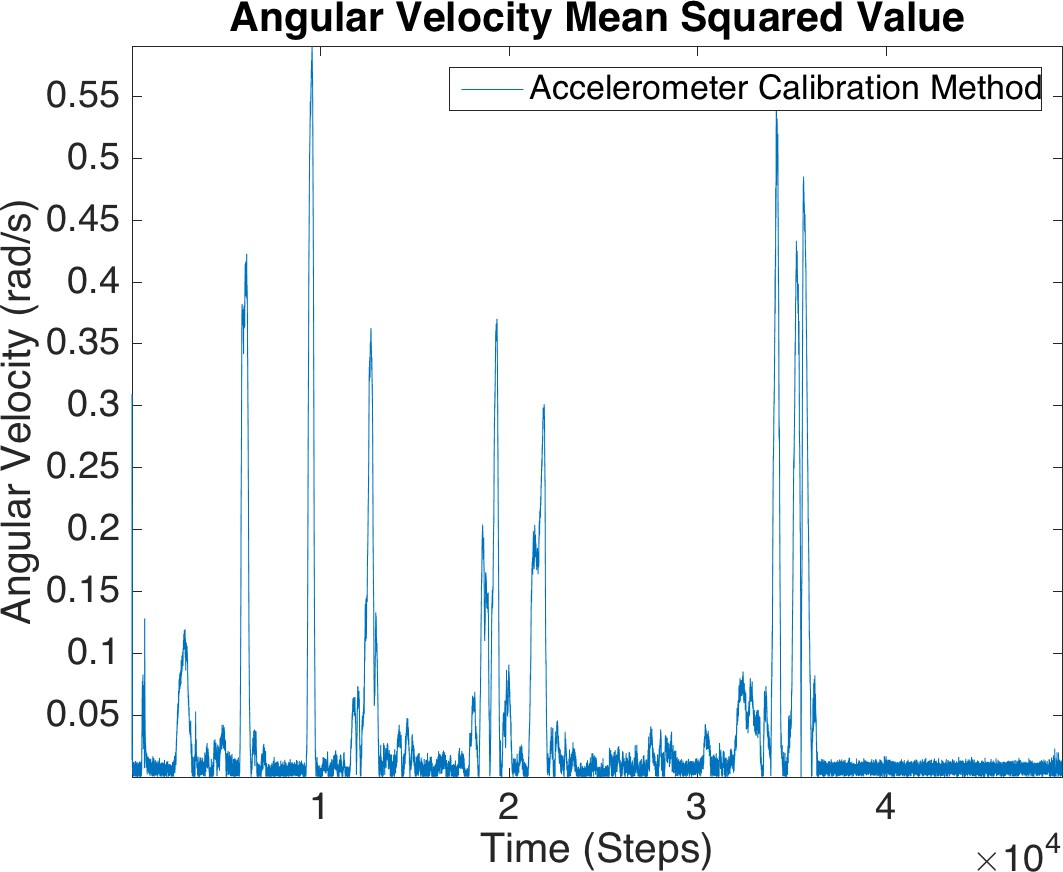 Angular Velocity Mean Squared Value
Accelerometer Calibration Method
Angular Velocity (rad/s)
0.55
0.5
0.45
0.4
0.35
0.3
0.25
0.2
0.15
0.1
0.05
1 2 3 4
Time (Steps)
×10⁴